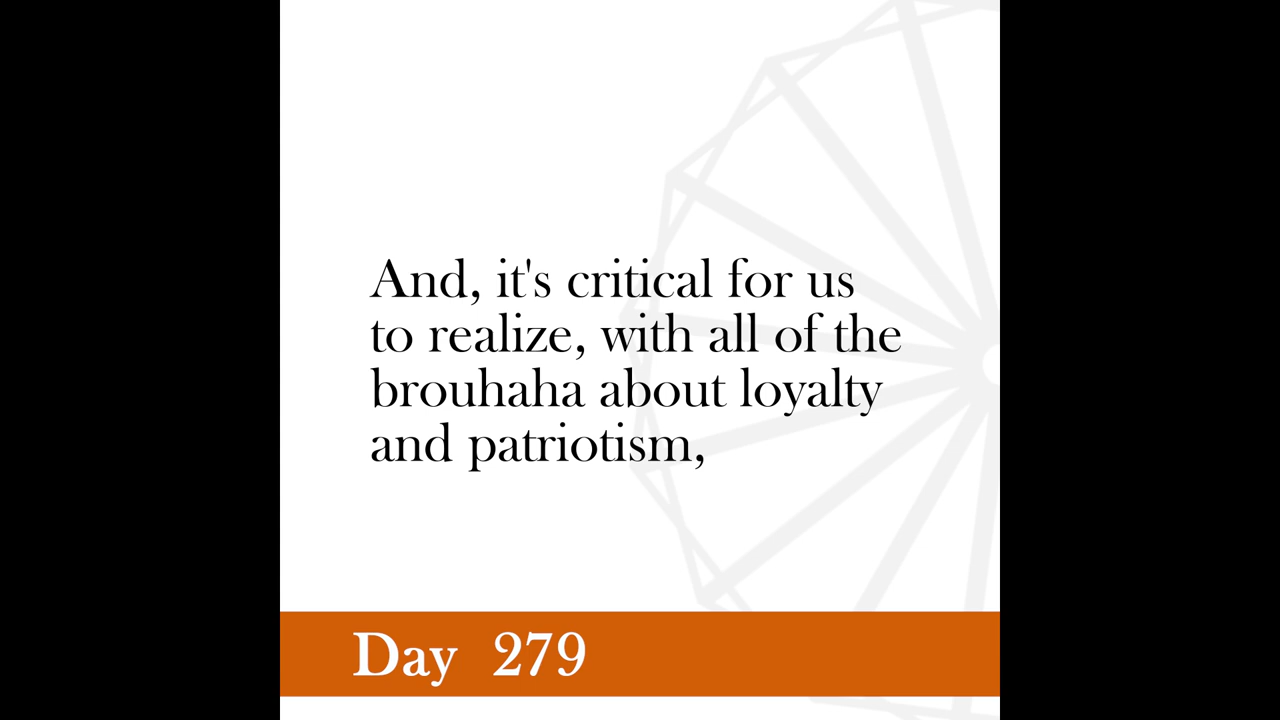 And, it's critical for us
to realize, with all of the
brouhaha about loyalty
and patriotism,
Day 279